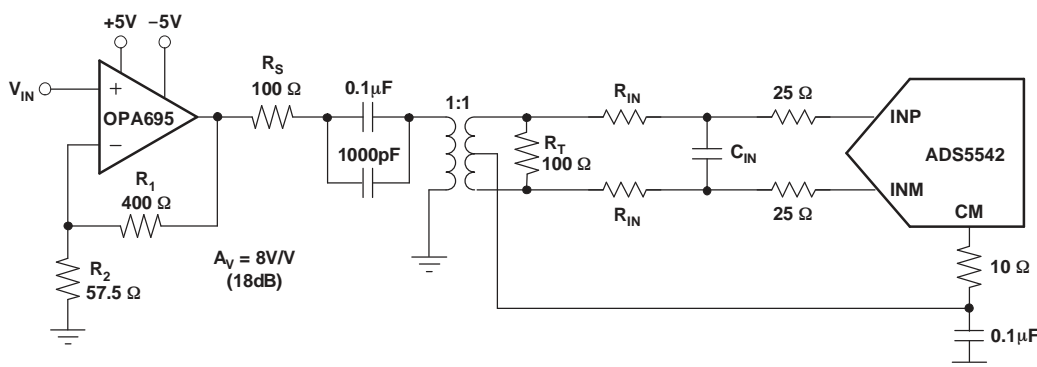 +5V −5V
V_IN
+
OPA695
−
R_S
100 Ω
0.1μF
1000pF
1:1
R_T
100 Ω
R_IN
R_IN
C_IN
25 Ω
25 Ω
INP
INM
ADS5542
CM
R_1
400 Ω
R_2
57.5 Ω
A_V = 8V/V
(18dB)
10 Ω
0.1μF